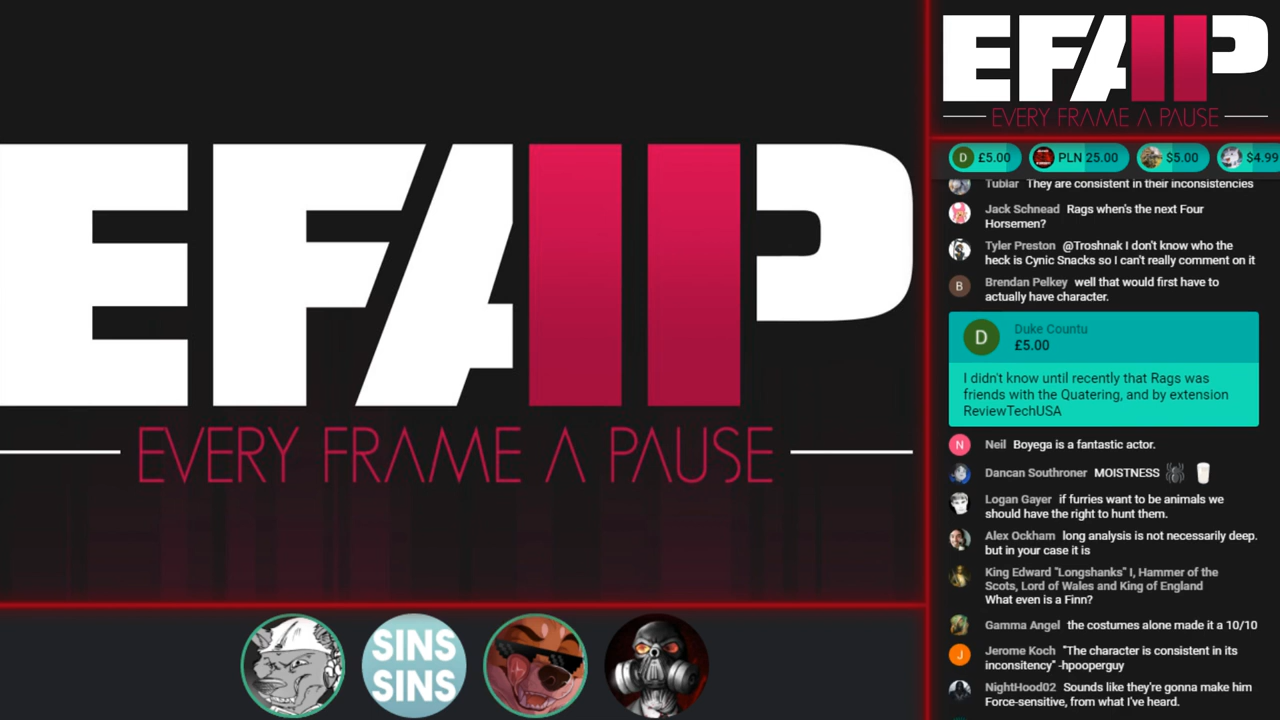 EFAP
EVERY FRAME A PAUSE
SINS
SINS
EFAP
EVERY FRAME A PAUSE
D £5.00 PLN 25.00 $5.00 $4.99
Tublar They are consistent in their inconsistencies
Jack Schnead Rags when's the next Four
Horsemen?
Tyler Preston @Troshnak I don't know who the
heck is Cynic Snacks so I can't really comment on it
B Brendan Pelkey well that would first have to
actually have character.
D Duke Countu
£5.00
I didn't know until recently that Rags was
friends with the Quatering, and by extension
ReviewTechUSA
N Neil Boyega is a fantastic actor.
Dancan Southroner MOISTNESS 🕷 🥛
Logan Gayer if furries want to be animals we
should have the right to hunt them.
Alex Ockham long analysis is not necessarily deep.
but in your case it is
King Edward "Longshanks" I, Hammer of the
Scots, Lord of Wales and King of England
What even is a Finn?
Gamma Angel the costumes alone made it a 10/10
J Jerome Koch "The character is consistent in its
inconsitency" -hpooperguy
NightHood02 Sounds like they're gonna make him
Force-sensitive, from what I've heard.